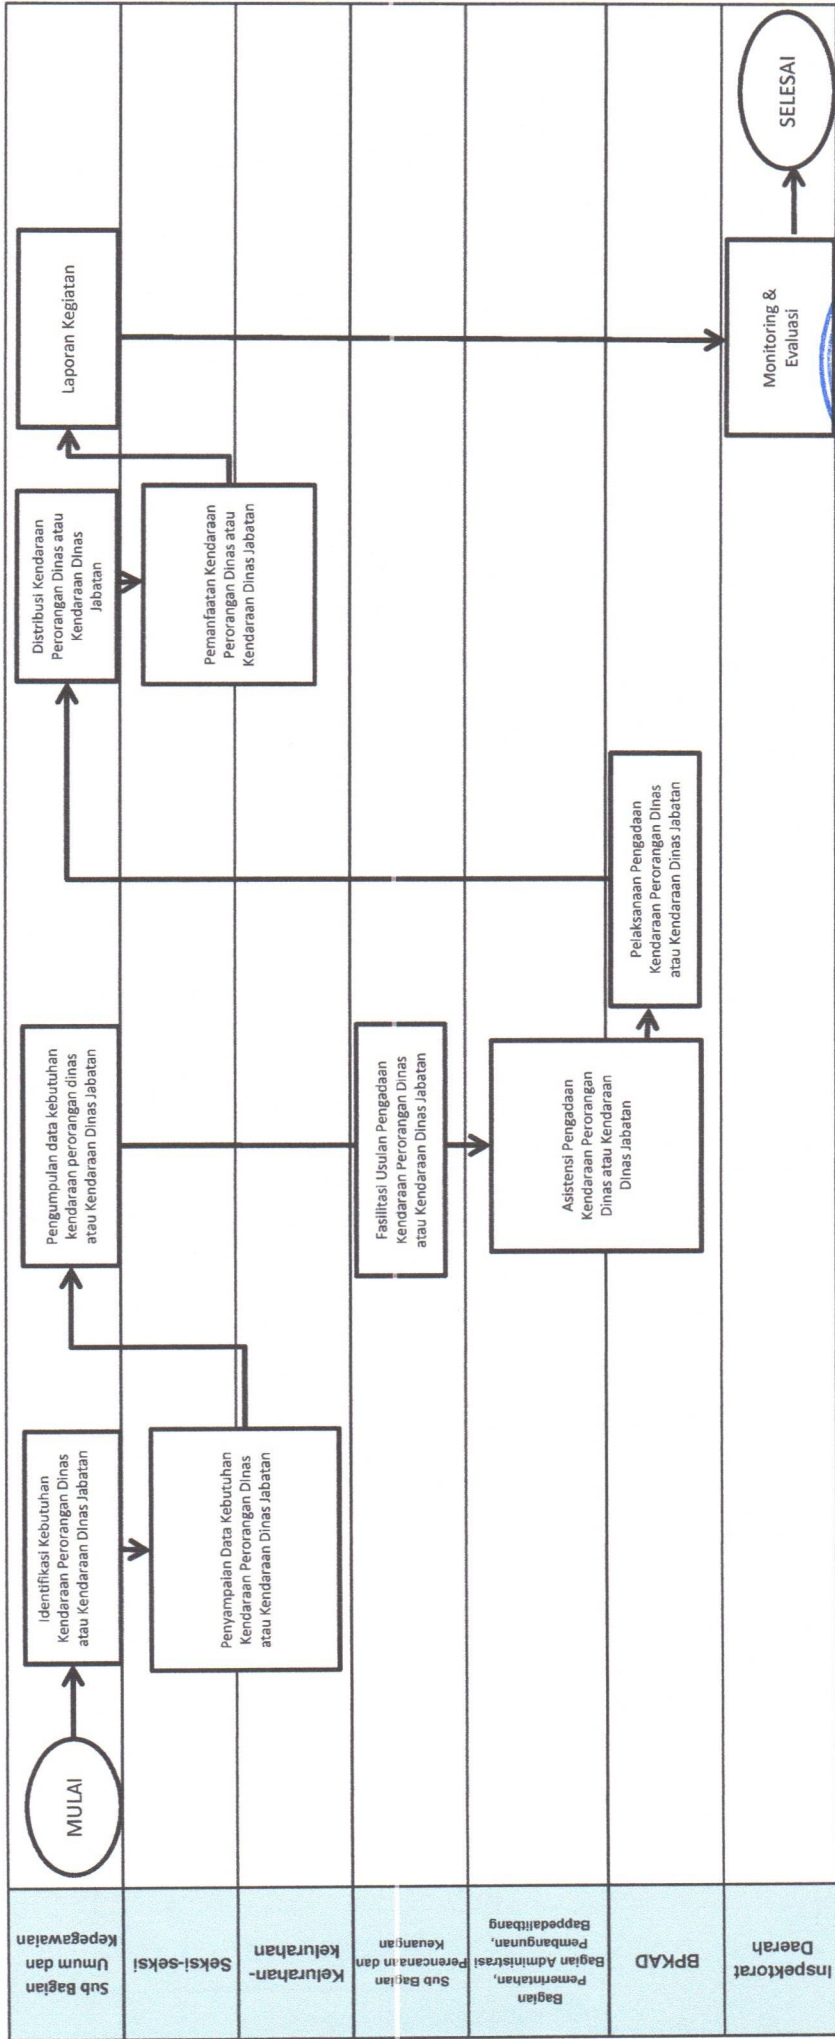 Sub Bagian
Umum dan
Kepegawaian
Seksi-seksi
Kelurahan-
kelurahan
Sub Bagian
Perencanaan dan
Keuangan
Bagian
Pemerintahan,
Bagian Administrasi
Pembangunan,
Bappedalitbang
BPKAD
Inspektorat
Daerah
MULAI
Identifikasi Kebutuhan
Kendaraan Perorangan Dinas
atau Kendaraan DInas Jabatan
Penyampaian Data Kebutuhan
Kendaraan Perorangan DInas
atau Kendaraan Dinas Jabatan
Pengumpulan data kebutuhan
kendaraan perorangan dinas
atau Kendaraan DInas Jabatan
Fasilitasi Usulan Pengadaan
Kendaraan Perorangan Dinas
atau Kendaraan DInas Jabatan
Asistensi Pengadaan
Kendaraan Perorangan
Dinas atau Kendaraan
DInas Jabatan
Pelaksanaan Pengadaan
Kendaraan Perorangan DInas
atau Kendaraan Dinas Jabatan
Distribusi Kendaraan
Perorangan Dinas atau
Kendaraan DInas
Jabatan
Pemanfaatan Kendaraan
Perorangan Dinas atau
Kendaraan DInas Jabatan
Laporan Kegiatan
Monitoring &
Evaluasi
SELESAI